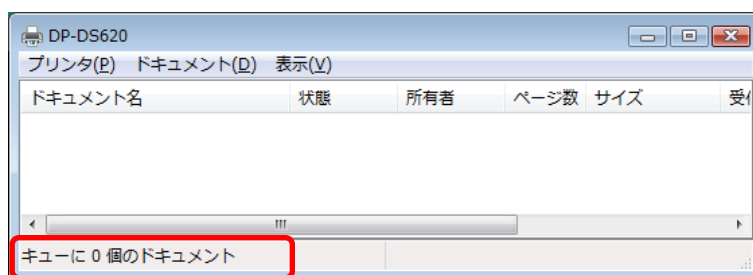 DP-DS620
プリンタ(P) ドキュメント(D) 表示(V)
ドキュメント名 状態 所有者 ページ数 サイズ 受
キューに 0 個のドキュメント